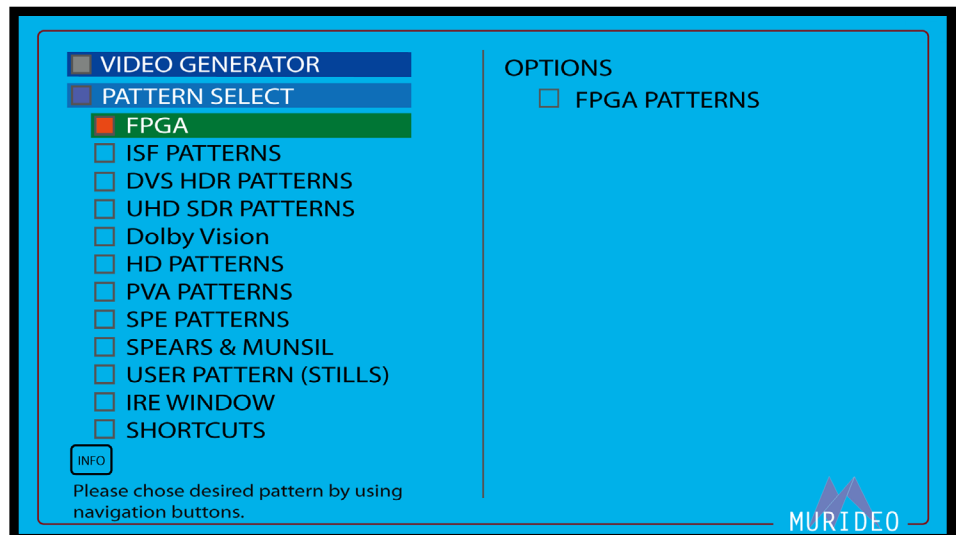 VIDEO GENERATOR
PATTERN SELECT
FPGA
ISF PATTERNS
DVS HDR PATTERNS
UHD SDR PATTERNS
Dolby Vision
HD PATTERNS
PVA PATTERNS
SPE PATTERNS
SPEARS & MUNSIL
USER PATTERN (STILLS)
IRE WINDOW
SHORTCUTS
INFO
Please chose desired pattern by using
navigation buttons.
OPTIONS
FPGA PATTERNS
MURIDEO